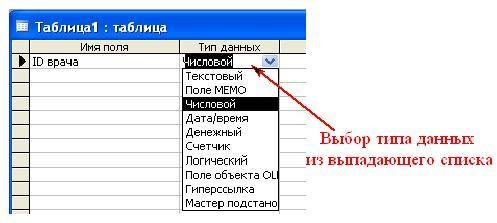 Таблица1 : таблица
Имя поля Тип данных
ID врача Числовой
Текстовый
Поле MEMO
Числовой
Дата/время
Денежный
Счетчик
Логический
Поле объекта OL
Гиперссылка
Мастер подстано
Выбор типа данных
из выпадающего списка